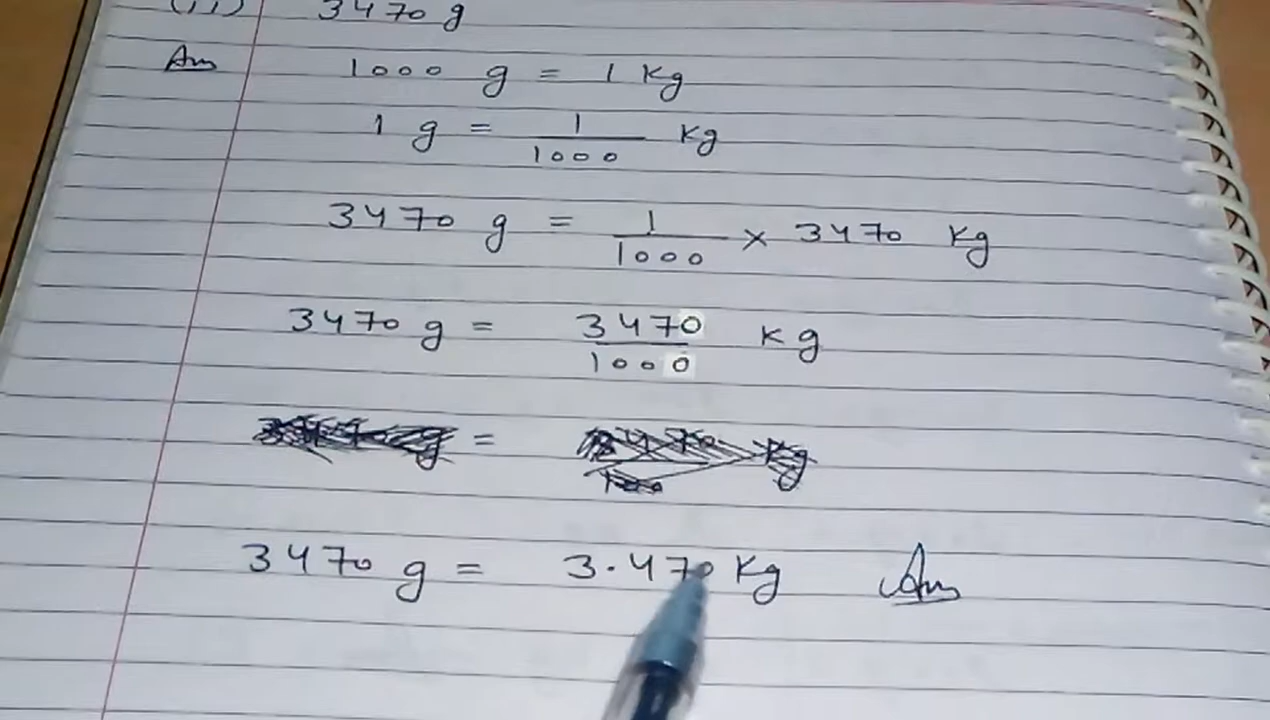 (ii) 3470 g
Ans 1000 g = 1 Kg
1 g = 1/1000 Kg
3470 g = 1/1000 × 3470 Kg
3470 g = 3470/1000 Kg
=
3470 g = 3.470 Kg Ans